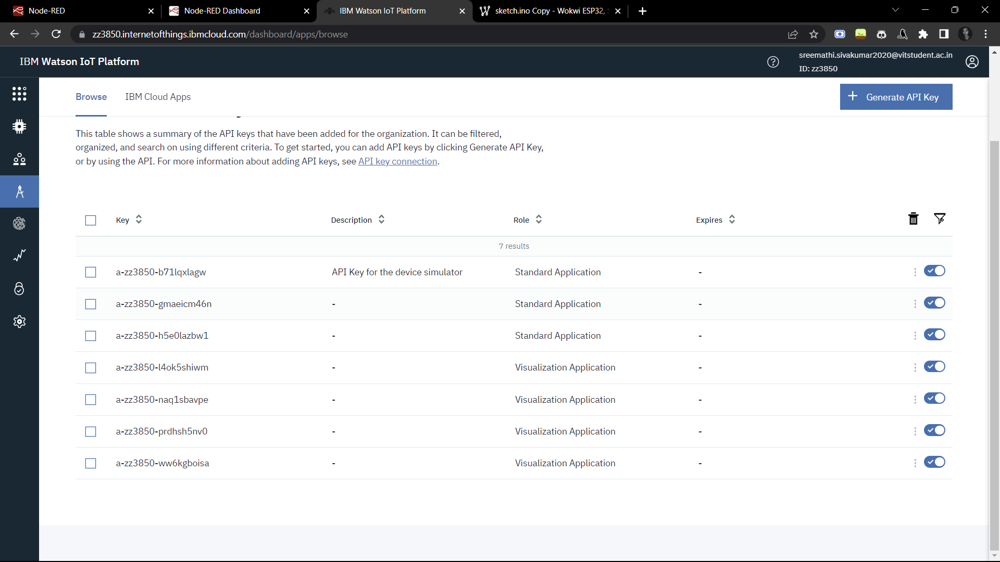 Node-RED
Node-RED Dashboard
IBM Watson IoT Platform
sketch.ino Copy - Wokwi ESP32,
zz3850.internetofthings.ibmcloud.com/dashboard/apps/browse
IBM Watson IoT Platform
sreemathi.sivakumar2020@vitstudent.ac.in
ID: zz3850
Browse
IBM Cloud Apps
Generate API Key
This table shows a summary of the API keys that have been added for the organization. It can be filtered,
organized, and search on using different criteria. To get started, you can add API keys by clicking Generate API Key,
or by using the API. For more information about adding API keys, see API key connection.
Key Description Role Expires
7 results
a-zz3850-b71lqxlagw API Key for the device simulator Standard Application -
a-zz3850-gmaeicm46n - Standard Application -
a-zz3850-h5e0lazbw1 - Standard Application -
a-zz3850-l4ok5shiwm - Visualization Application -
a-zz3850-naq1sbavpe - Visualization Application -
a-zz3850-prdhsh5nv0 - Visualization Application -
a-zz3850-ww6kgboisa - Visualization Application -